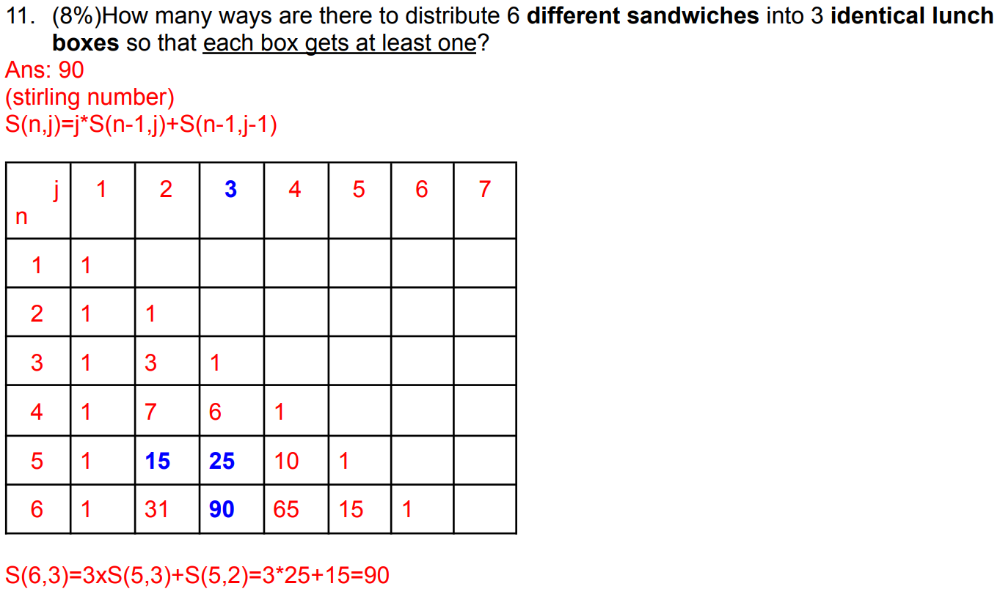 11. (8%)How many ways are there to distribute 6 different sandwiches into 3 identical lunch
boxes so that each box gets at least one?
Ans: 90
(stirling number)
S(n,j)=j*S(n-1,j)+S(n-1,j-1)
j 1 2 3 4 5 6 7
n
1 1
2 1 1
3 1 3 1
4 1 7 6 1
5 1 15 25 10 1
6 1 31 90 65 15 1
S(6,3)=3xS(5,3)+S(5,2)=3*25+15=90